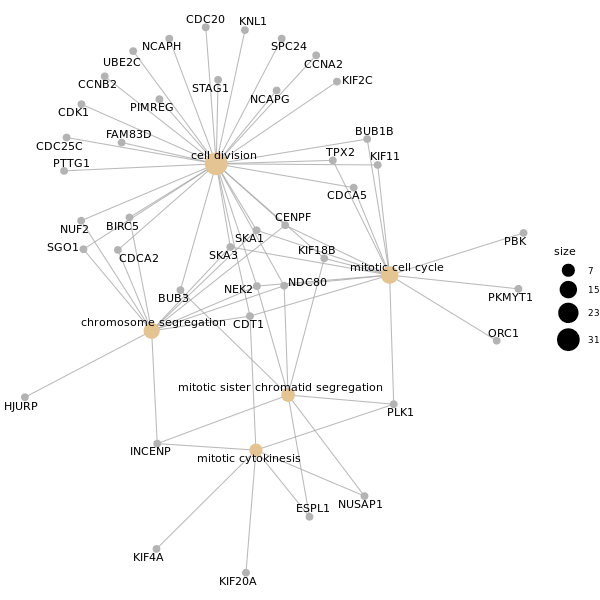 CDC20
KNL1
NCAPH
SPC24
UBE2C
CCNA2
CCNB2
STAG1
KIF2C
PIMREG
NCAPG
CDK1
FAM83D
BUB1B
CDC25C
TPX2
KIF11
PTTG1
cell division
CDCA5
CENPF
NUF2
BIRC5
SKA1
PBK
SGO1
CDCA2
SKA3
KIF18B
size
mitotic cell cycle
7
BUB3
NEK2
NDC80
PKMYT1
15
chromosome segregation
CDT1
23
ORC1
31
mitotic sister chromatid segregation
HJURP
PLK1
INCENP
mitotic cytokinesis
ESPL1
NUSAP1
KIF4A
KIF20A